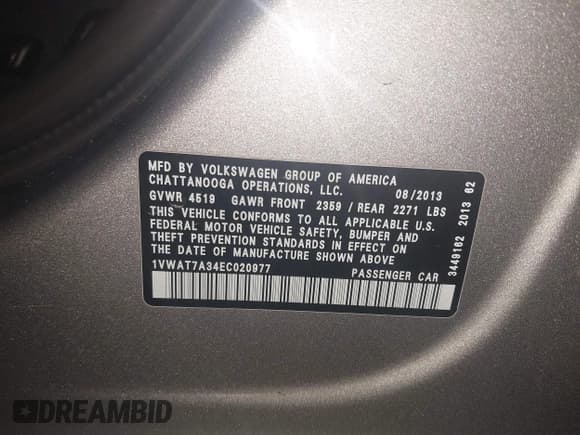 MFD BY VOLKSWAGEN GROUP OF AMERICA
CHATTANOOGA OPERATIONS, LLC. 08/2013
GVWR 4519 GAWR FRONT 2359 / REAR 2271 LBS
THIS VEHICLE CONFORMS TO ALL APPLICABLE U.S.
FEDERAL MOTOR VEHICLE SAFETY, BUMPER AND
THEFT PREVENTION STANDARDS IN EFFECT ON
THE DATE OF MANUFACTURE SHOWN ABOVE
1VWAT7A34EC020977 PASSENGER CAR
3449162 2013 62
DREAMBID